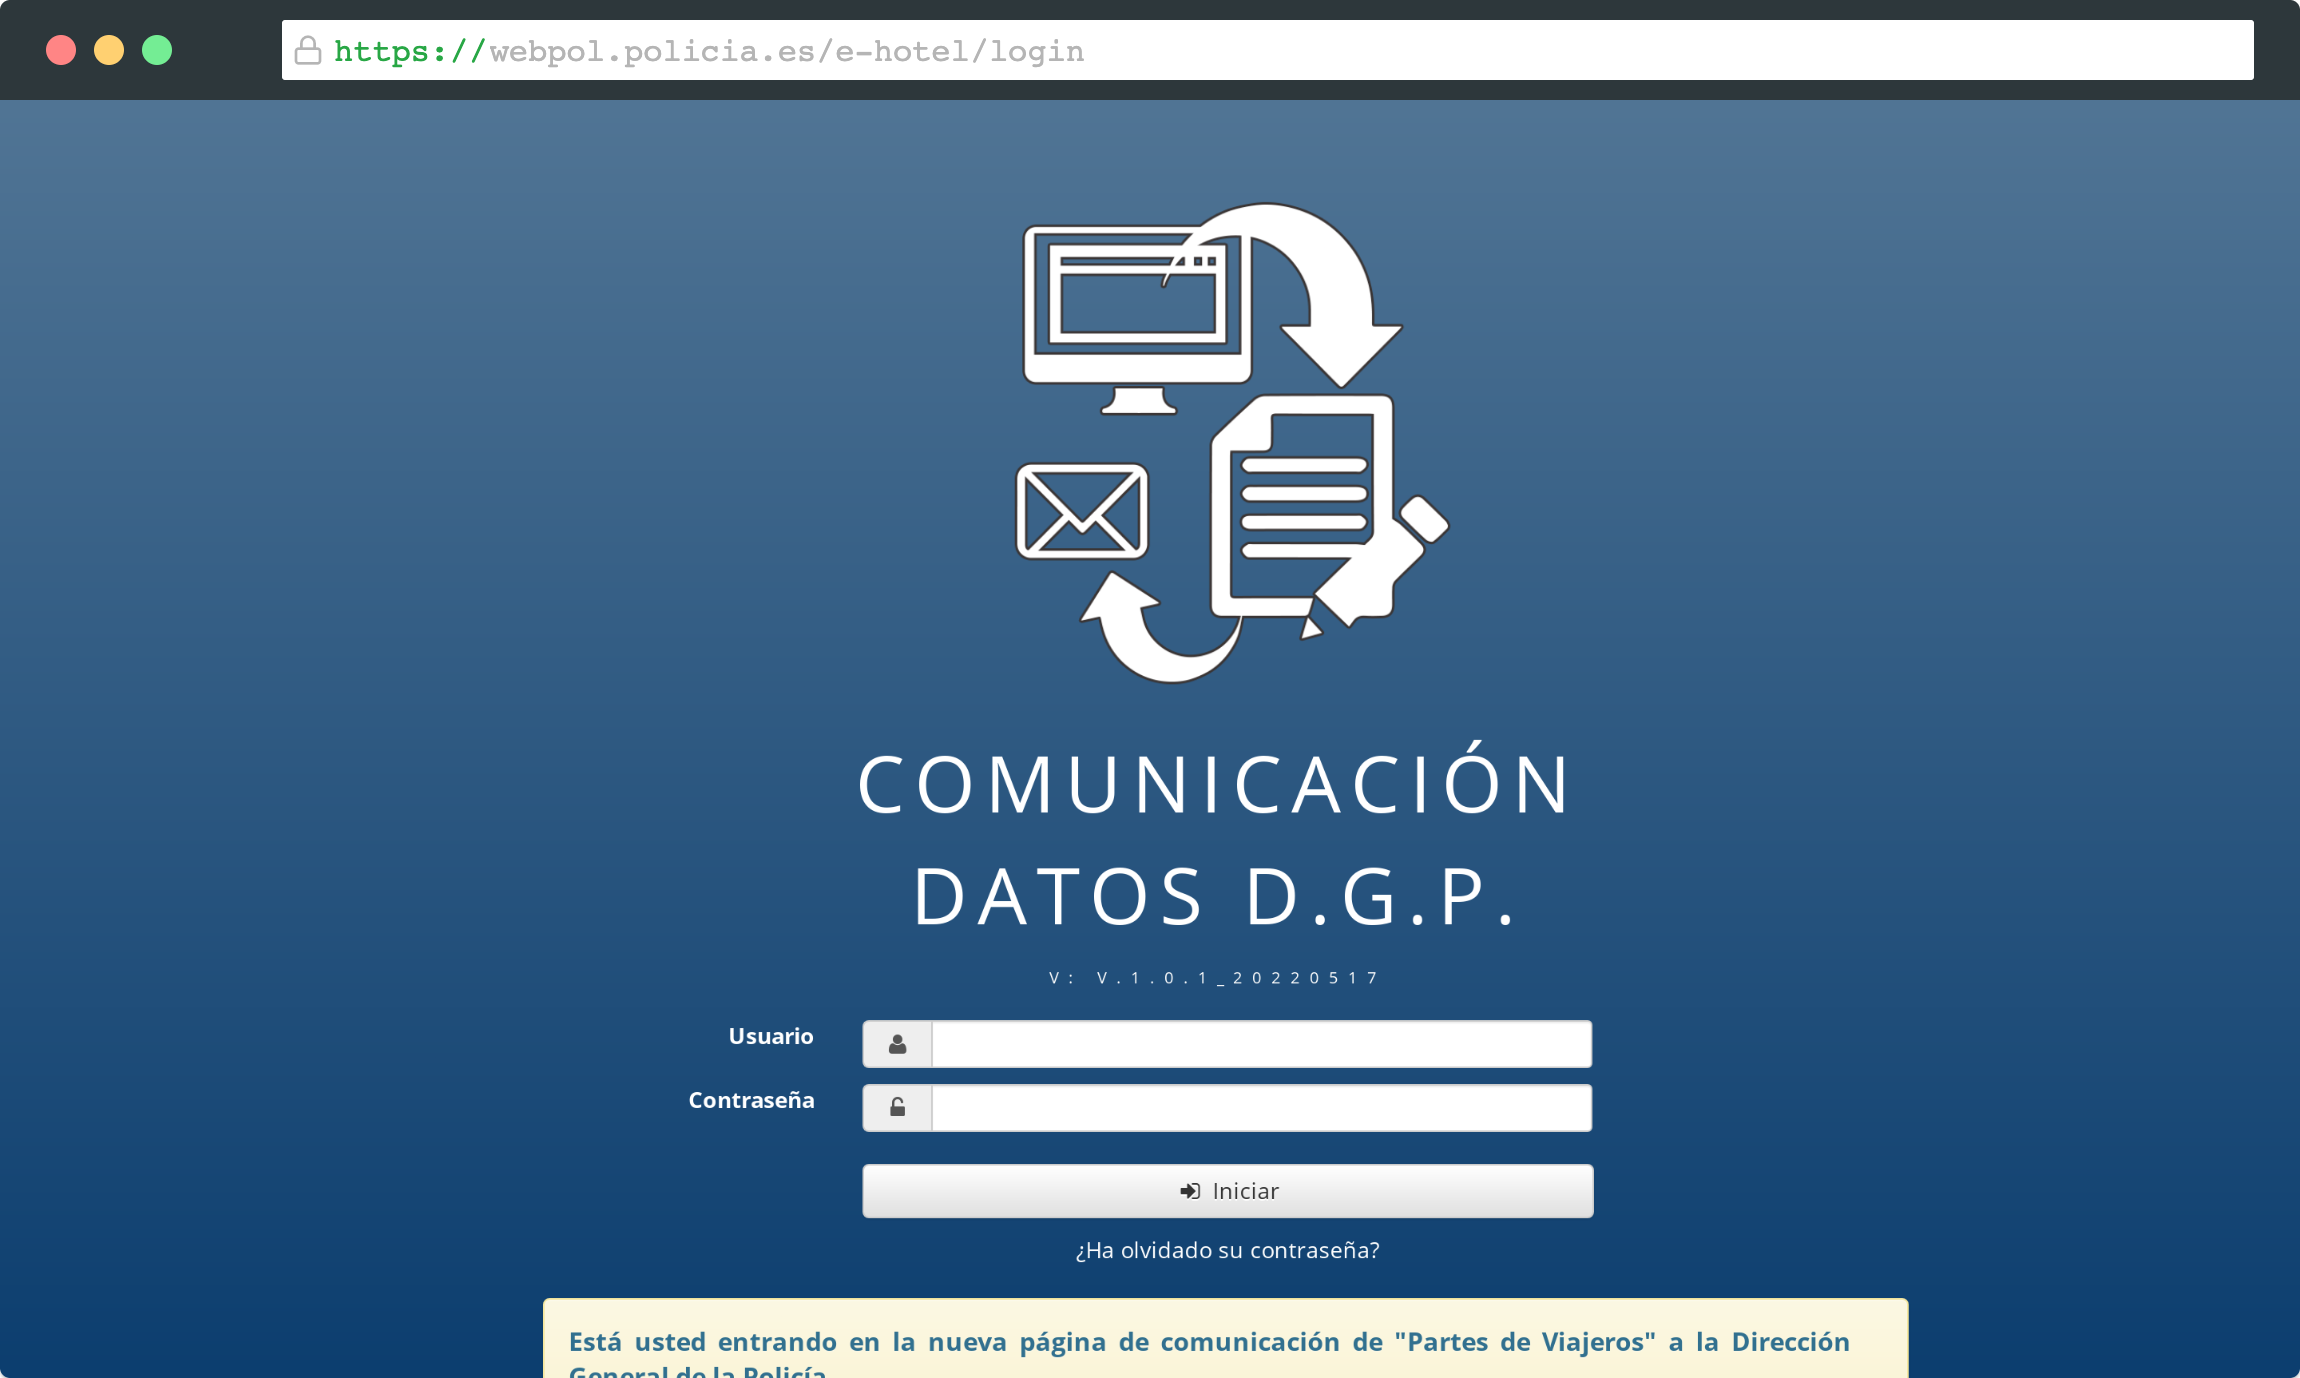 https://webpol.policia.es/e-hotel/login
COMUNICACIÓN
DATOS D.G.P.
V: V.1.0.1_20220517
Usuario
Contraseña
Iniciar
¿Ha olvidado su contraseña?
Está usted entrando en la nueva página de comunicación de "Partes de Viajeros" a la Dirección
General de la Policía